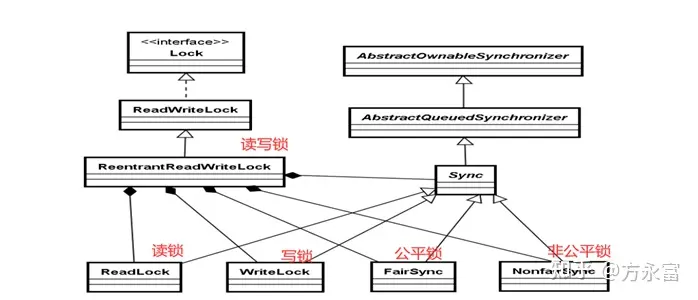 <<interface>>
Lock
AbstractOwnableSynchronizer
ReadWriteLock
AbstractQueuedSynchronizer
读写锁
ReentrantReadWriteLock
Sync
读锁
写锁
公平锁
非公平锁
ReadLock
WriteLock
FairSync
NonfairSync
知乎 @方永富